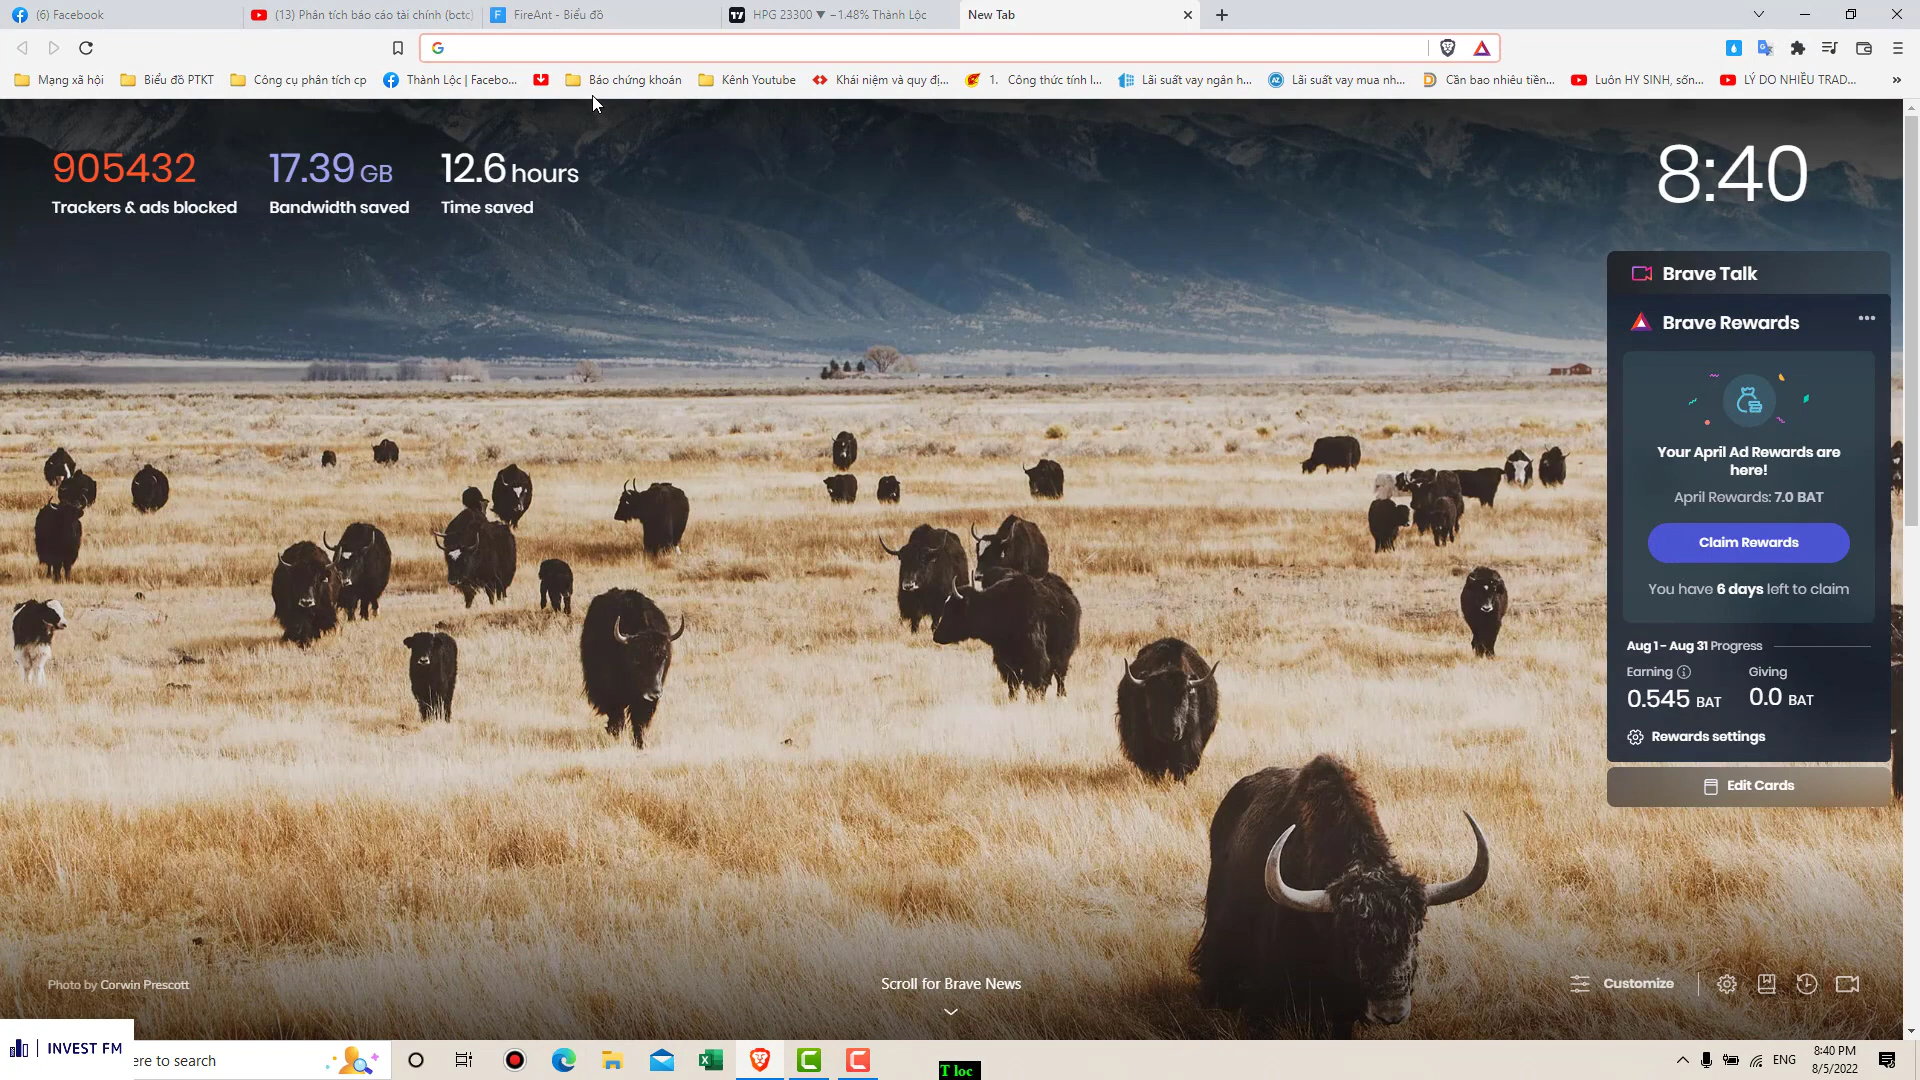 (6) Facebook
(13) Phân tích báo cáo tài chính (bctc)
FireAnt - Biểu đồ
HPG 23300 ▼ −1.48% Thành Lộc
New Tab
Mạng xã hội
Biểu đồ PTKT
Công cụ phân tích cp
Thành Lộc | Facebo...
Báo chứng khoán
Kênh Youtube
Khái niệm và quy đị...
1. Công thức tính l...
Lãi suất vay ngân h...
Lãi suất vay mua nh...
Cần bao nhiêu tiền...
Luôn HY SINH, sốn...
LÝ DO NHIỀU TRAD...
»
905432
Trackers & ads blocked
17.39 GB
Bandwidth saved
12.6 hours
Time saved
8:40
Brave Talk
Brave Rewards
Your April Ad Rewards are
here!
April Rewards: 7.0 BAT
Claim Rewards
You have 6 days left to claim
Aug 1 - Aug 31 Progress
Earning
Giving
0.545 BAT
0.0 BAT
Rewards settings
Edit Cards
Photo by Corwin Prescott
Scroll for Brave News
Customize
INVEST FM
ere to search
T loc
ENG
8:40 PM
8/5/2022